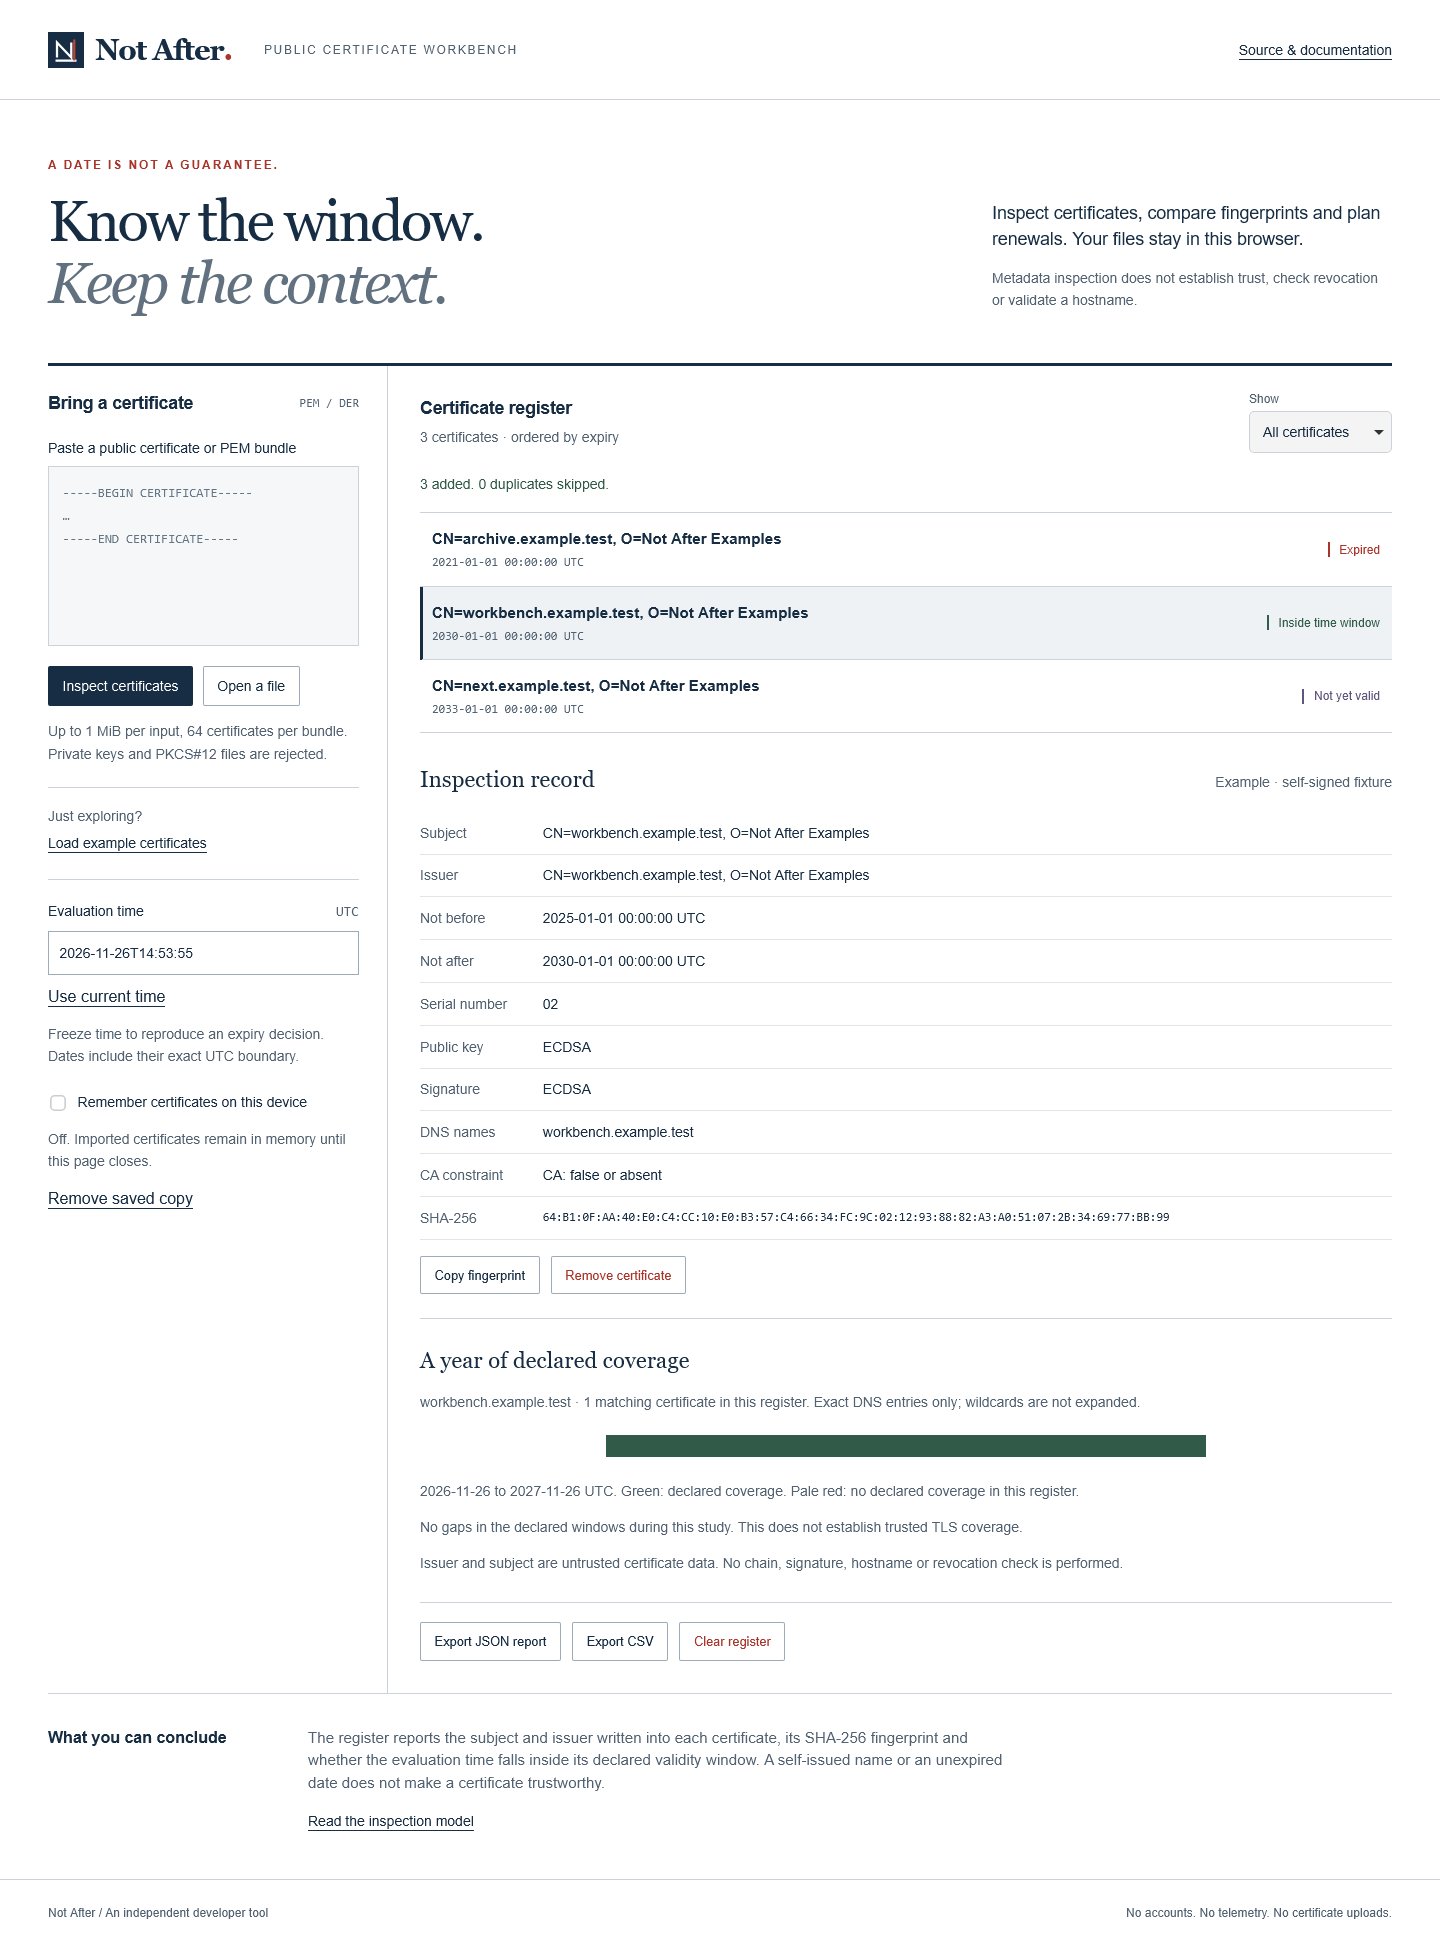 Not After.
PUBLIC CERTIFICATE WORKBENCH
Source & documentation
A DATE IS NOT A GUARANTEE.
Know the window.
Keep the context.
Inspect certificates, compare fingerprints and plan
renewals. Your files stay in this browser.
Metadata inspection does not establish trust, check revocation
or validate a hostname.
Bring a certificate
PEM / DER
Paste a public certificate or PEM bundle
-----BEGIN CERTIFICATE-----
…
-----END CERTIFICATE-----
Inspect certificates
Open a file
Up to 1 MiB per input, 64 certificates per bundle.
Private keys and PKCS#12 files are rejected.
Just exploring?
Load example certificates
Evaluation time
UTC
2026-11-26T14:53:55
Use current time
Freeze time to reproduce an expiry decision.
Dates include their exact UTC boundary.
Remember certificates on this device
Off. Imported certificates remain in memory until
this page closes.
Remove saved copy
Certificate register
3 certificates · ordered by expiry
Show
All certificates
3 added. 0 duplicates skipped.
CN=archive.example.test, O=Not After Examples
2021-01-01 00:00:00 UTC
Expired
CN=workbench.example.test, O=Not After Examples
2030-01-01 00:00:00 UTC
Inside time window
CN=next.example.test, O=Not After Examples
2033-01-01 00:00:00 UTC
Not yet valid
Inspection record
Example · self-signed fixture
Subject
CN=workbench.example.test, O=Not After Examples
Issuer
CN=workbench.example.test, O=Not After Examples
Not before
2025-01-01 00:00:00 UTC
Not after
2030-01-01 00:00:00 UTC
Serial number
02
Public key
ECDSA
Signature
ECDSA
DNS names
workbench.example.test
CA constraint
CA: false or absent
SHA-256
64:B1:0F:AA:40:E0:C4:CC:10:E0:B3:57:C4:66:34:FC:9C:02:12:93:88:82:A3:A0:51:07:2B:34:69:77:BB:99
Copy fingerprint
Remove certificate
A year of declared coverage
workbench.example.test · 1 matching certificate in this register. Exact DNS entries only; wildcards are not expanded.
2026-11-26 to 2027-11-26 UTC. Green: declared coverage. Pale red: no declared coverage in this register.
No gaps in the declared windows during this study. This does not establish trusted TLS coverage.
Issuer and subject are untrusted certificate data. No chain, signature, hostname or revocation check is performed.
Export JSON report
Export CSV
Clear register
What you can conclude
The register reports the subject and issuer written into each certificate, its SHA-256 fingerprint and
whether the evaluation time falls inside its declared validity window. A self-issued name or an unexpired
date does not make a certificate trustworthy.
Read the inspection model
Not After / An independent developer tool
No accounts. No telemetry. No certificate uploads.